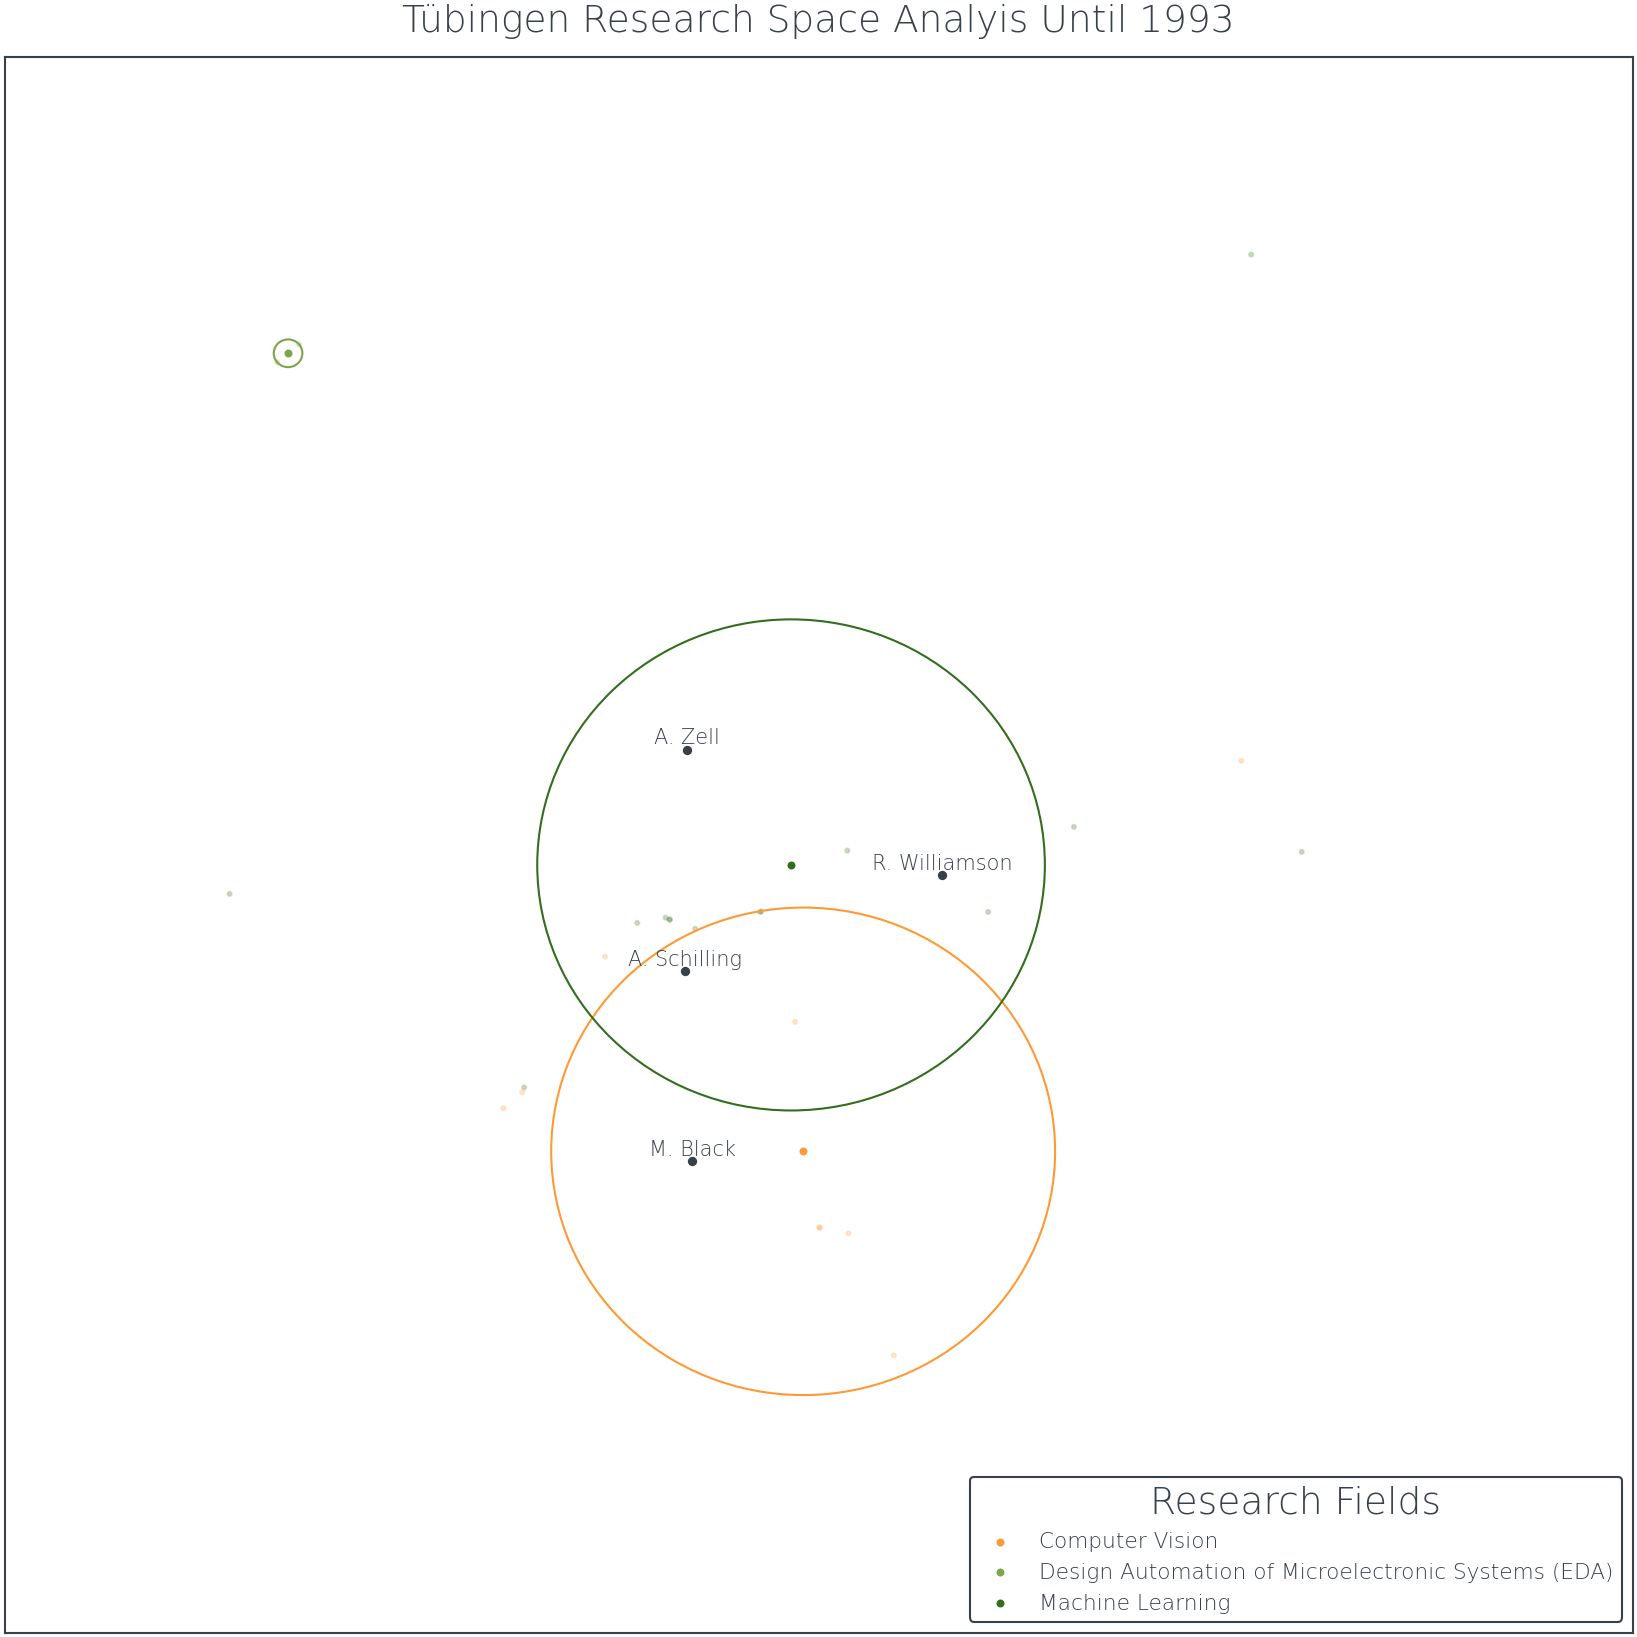 Tübingen Research Space Analyis Until 1993
A. Zell
R. Williamson
A. Schilling
M. Black
Research Fields
Computer Vision
Design Automation of Microelectronic Systems (EDA)
Machine Learning